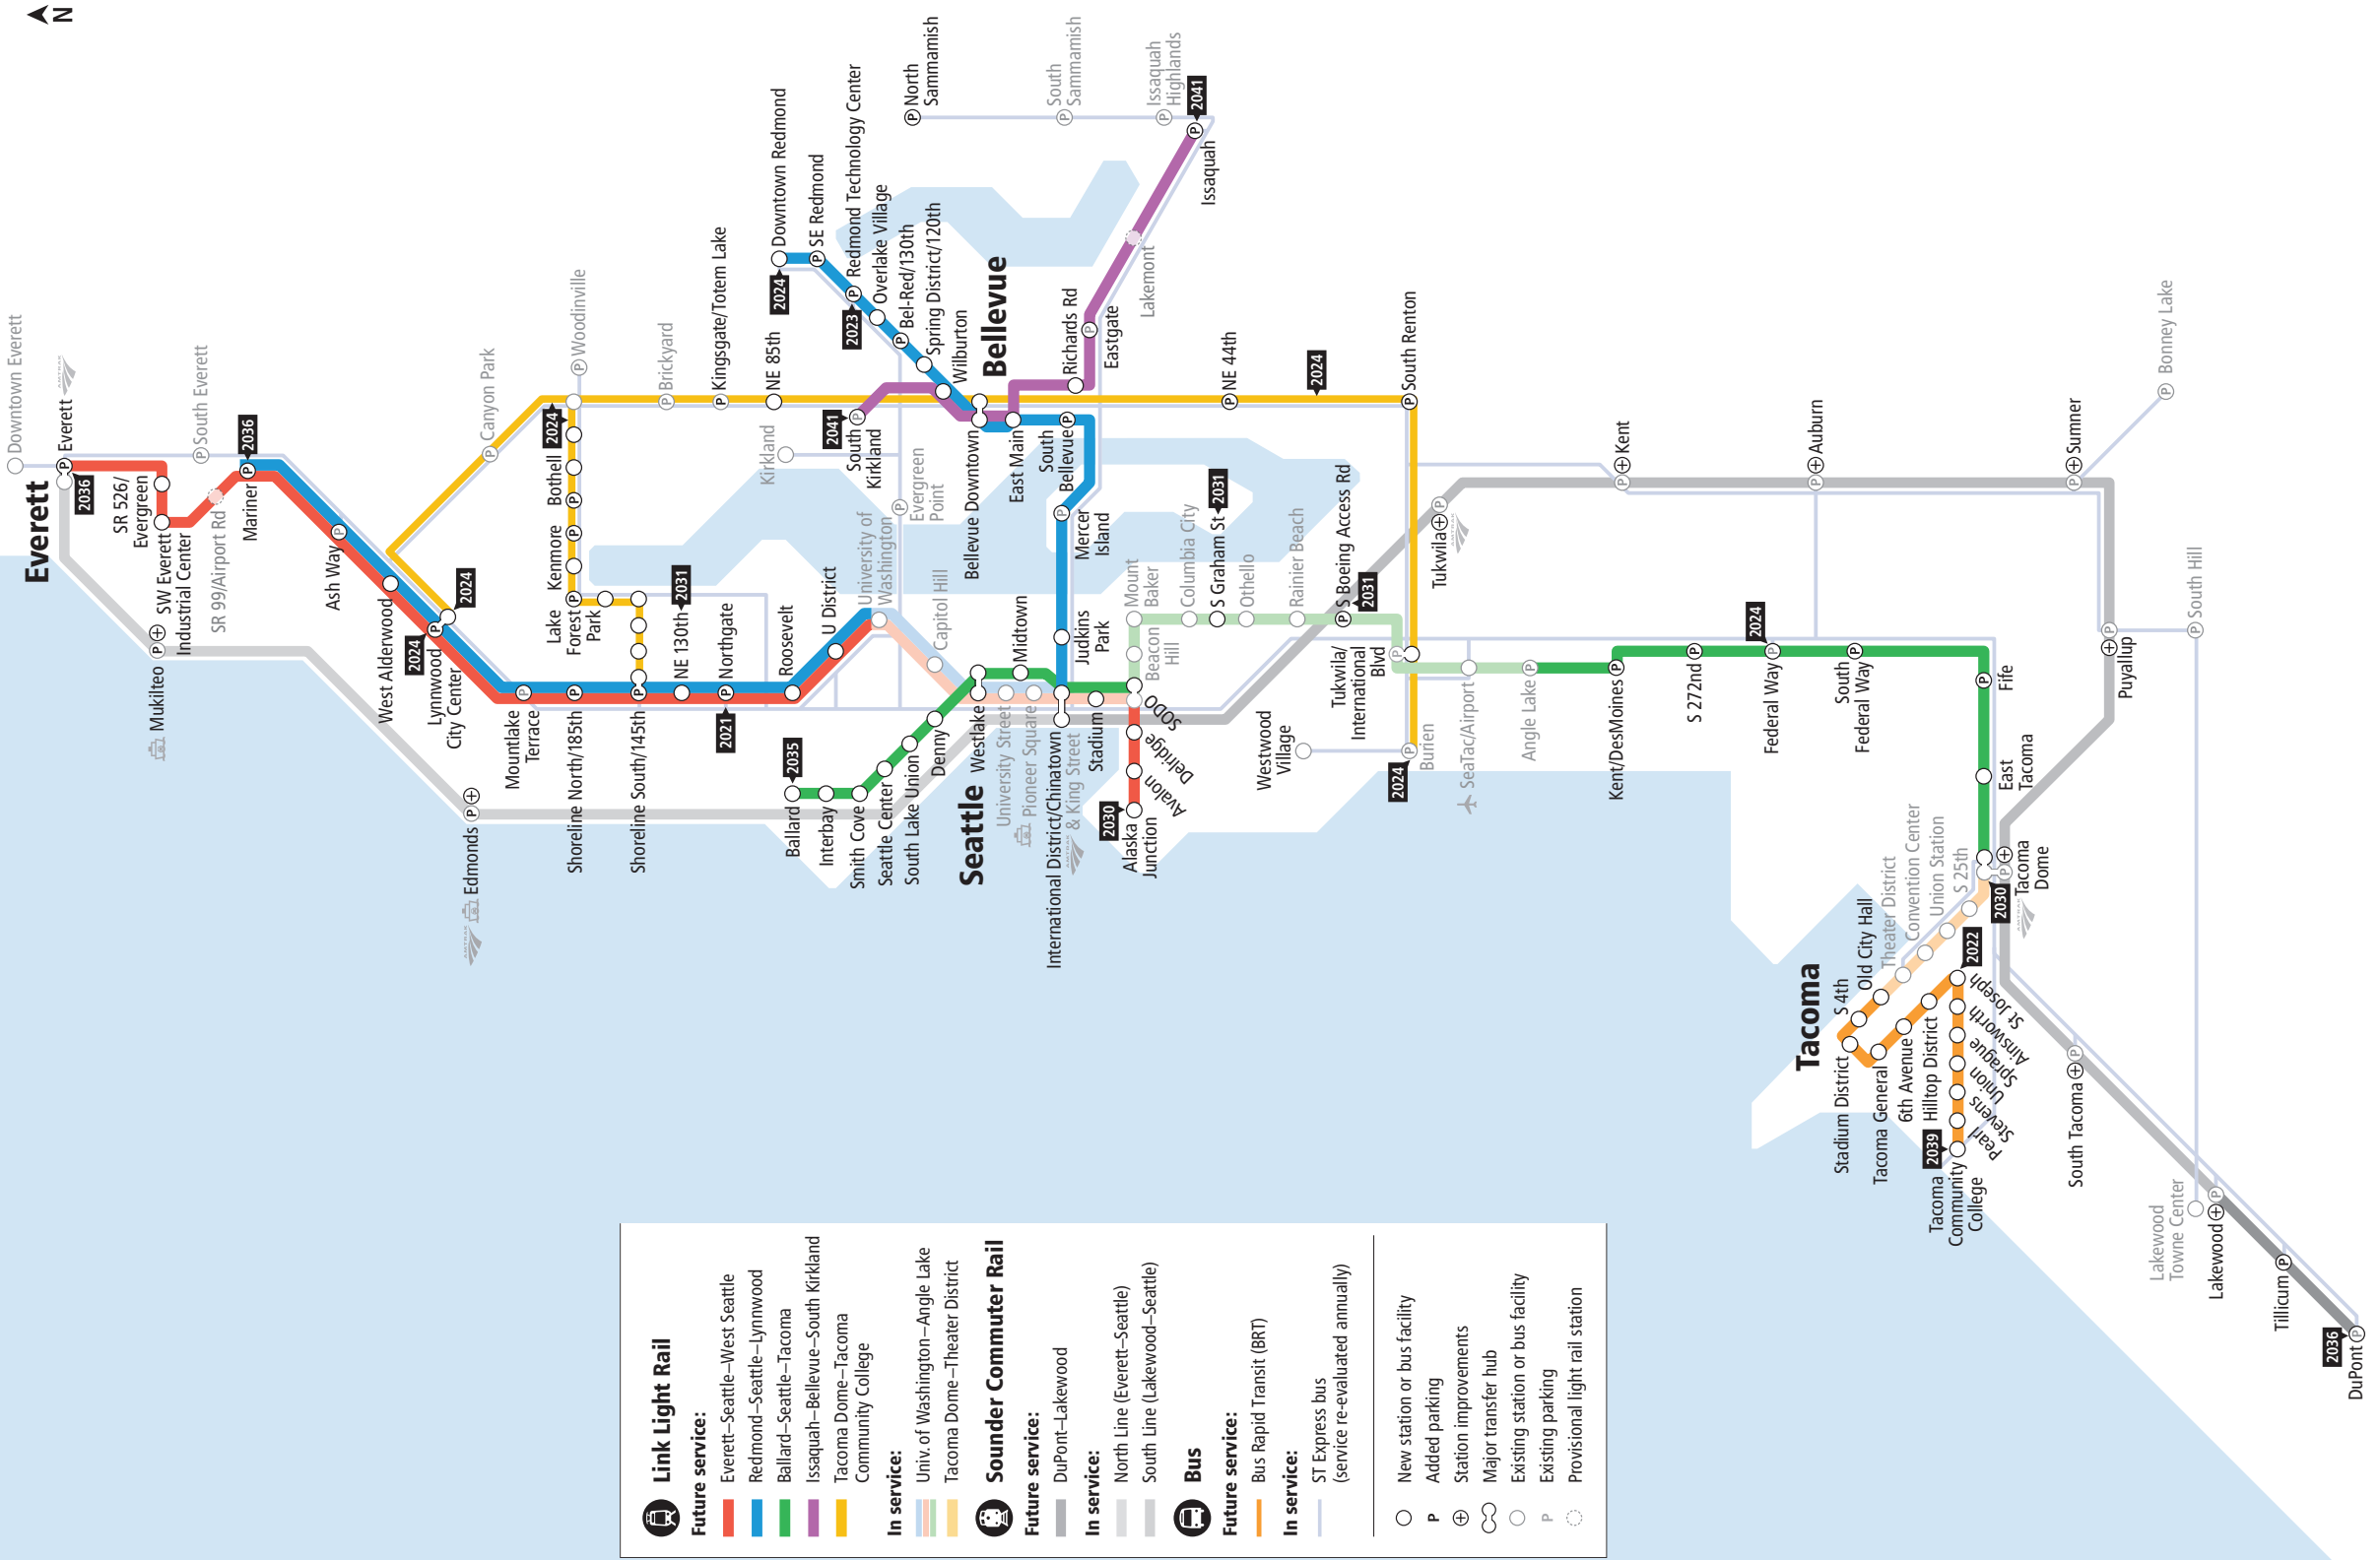 N
Everett
Downtown Everett
Everett
AMTRAK
2036
South Everett
SR 526/
Evergreen
SW Everett
Industrial Center
SR 99/Airport Rd
Mariner
2036
Mukilteo
Ash Way
West Alderwood
Lynnwood
City Center
2024
2024
Canyon Park
Edmonds
AMTRAK
Mountlake
Terrace
Shoreline North/185th
Shoreline South/145th
NE 130th
2031
Northgate
2021
Roosevelt
U District
University of
Washington
Capitol Hill
Lake
Forest
Park
Kenmore
Bothell
2024
Woodinville
Brickyard
Kingsgate/Totem Lake
NE 85th
Kirkland
South
Kirkland
2041
Evergreen
Point
Downtown Redmond
2024
SE Redmond
Redmond Technology Center
2023
Overlake Village
Bel-Red/130th
Spring District/120th
Wilburton
Bellevue
Bellevue Downtown
East Main
South
Bellevue
Mercer
Island
Judkins
Park
North
Sammamish
South
Sammamish
Issaquah
Highlands
2041
Issaquah
Lakemont
Eastgate
Richards Rd
NE 44th
2024
South Renton
2035
Ballard
Interbay
Smith Cove
Seattle Center
South Lake Union
Denny
Seattle
Westlake
Midtown
University Street
Pioneer Square
International District/Chinatown
& King Street
AMTRAK
Stadium
SODO
Delridge
Avalon
Alaska
Junction
2030
Beacon
Hill
Mount
Baker
Columbia City
S Graham St
2031
Othello
Rainier Beach
S Boeing Access Rd
2031
Tukwila/
International
Blvd
Westwood
Village
Burien
2024
Tukwila
AMTRAK
SeaTac/Airport
Angle Lake
Kent/DesMoines
S 272nd
Federal Way
2024
South
Federal Way
Fife
East
Tacoma
Tacoma
Dome
2030
AMTRAK
Kent
Auburn
Sumner
Bonney Lake
Puyallup
South Hill
Tacoma
S 25th
Union Station
Convention Center
Theater District
Old City Hall
S 4th
Stadium District
Tacoma General
6th Avenue
Hilltop District
2022
St Joseph
Ainsworth
Sprague
Union
Stevens
Pearl
2039
Tacoma
Community
College
South Tacoma
Lakewood
Towne Center
Lakewood
Tillicum
DuPont
2036
Link Light Rail
Future service:
Everett–Seattle–West Seattle
Redmond–Seattle–Lynnwood
Ballard–Seattle–Tacoma
Issaquah–Bellevue–South Kirkland
Tacoma Dome–Tacoma
Community College
In service:
Univ. of Washington–Angle Lake
Tacoma Dome–Theater District
Sounder Commuter Rail
Future service:
DuPont–Lakewood
In service:
North Line (Everett–Seattle)
South Line (Lakewood–Seattle)
Bus
Future service:
Bus Rapid Transit (BRT)
In service:
ST Express bus
(service re-evaluated annually)
New station or bus facility
P Added parking
Station improvements
Major transfer hub
Existing station or bus facility
P Existing parking
Provisional light rail station